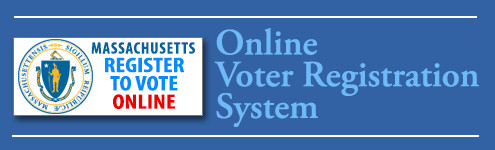 MASSACHUSETTS
REGISTER
TO VOTE
ONLINE
Online
Voter Registration
System